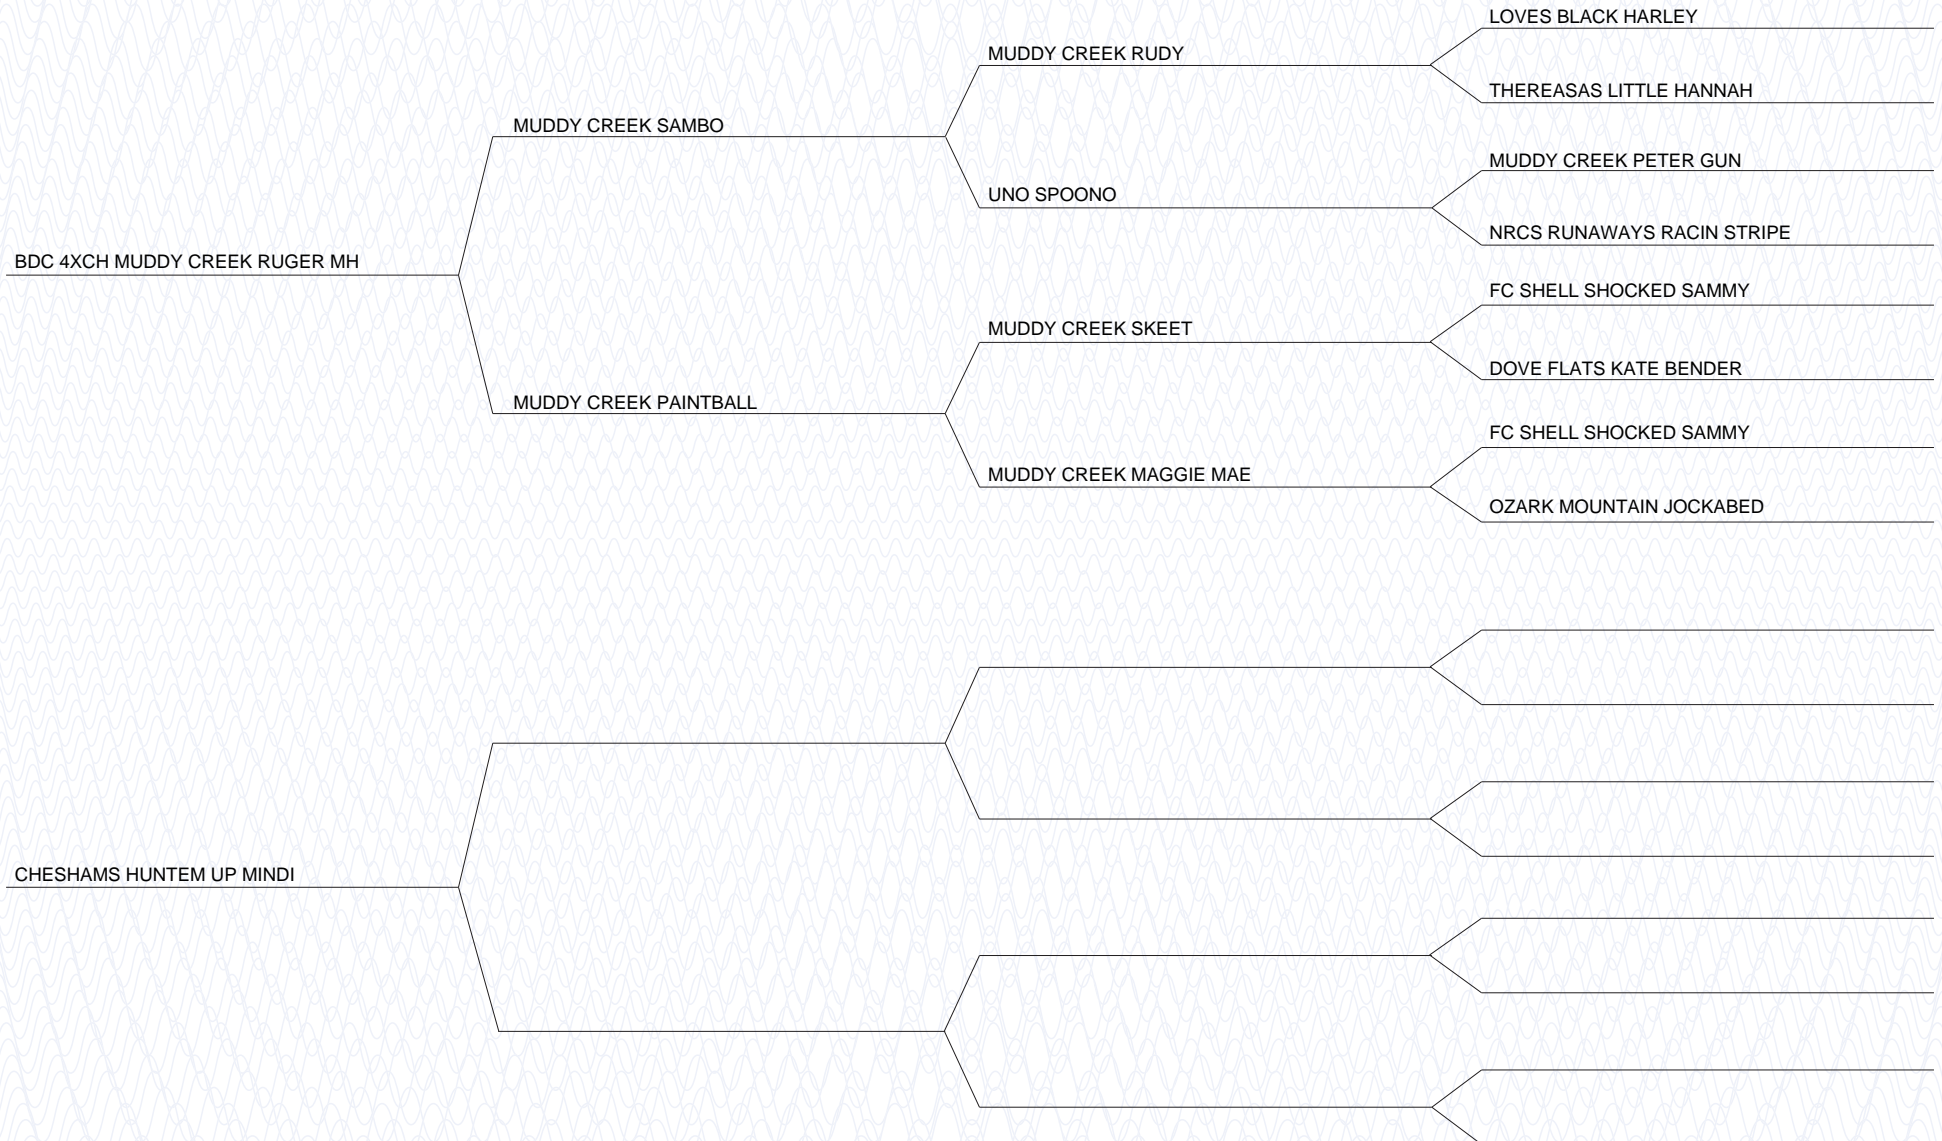 LOVES BLACK HARLEY
MUDDY CREEK RUDY
THEREASAS LITTLE HANNAH
MUDDY CREEK SAMBO
MUDDY CREEK PETER GUN
UNO SPOONO
NRCS RUNAWAYS RACIN STRIPE
BDC 4XCH MUDDY CREEK RUGER MH
FC SHELL SHOCKED SAMMY
MUDDY CREEK SKEET
DOVE FLATS KATE BENDER
MUDDY CREEK PAINTBALL
FC SHELL SHOCKED SAMMY
MUDDY CREEK MAGGIE MAE
OZARK MOUNTAIN JOCKABED
CHESHAMS HUNTEM UP MINDI